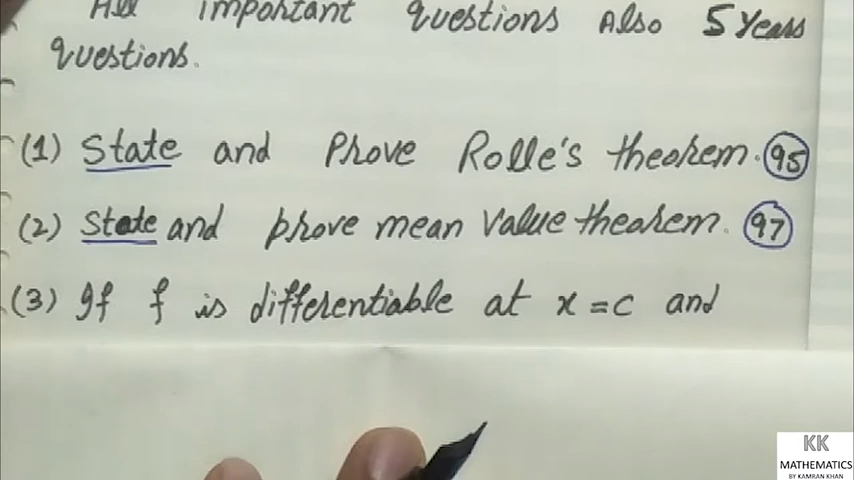 All important questions Also 5 Years
questions.
(1) State and Prove Rolle's theorem. 95
(2) State and prove mean value theorem. 97
(3) If f is differentiable at x = c and
KK
MATHEMATICS
BY KAMRAN KHAN